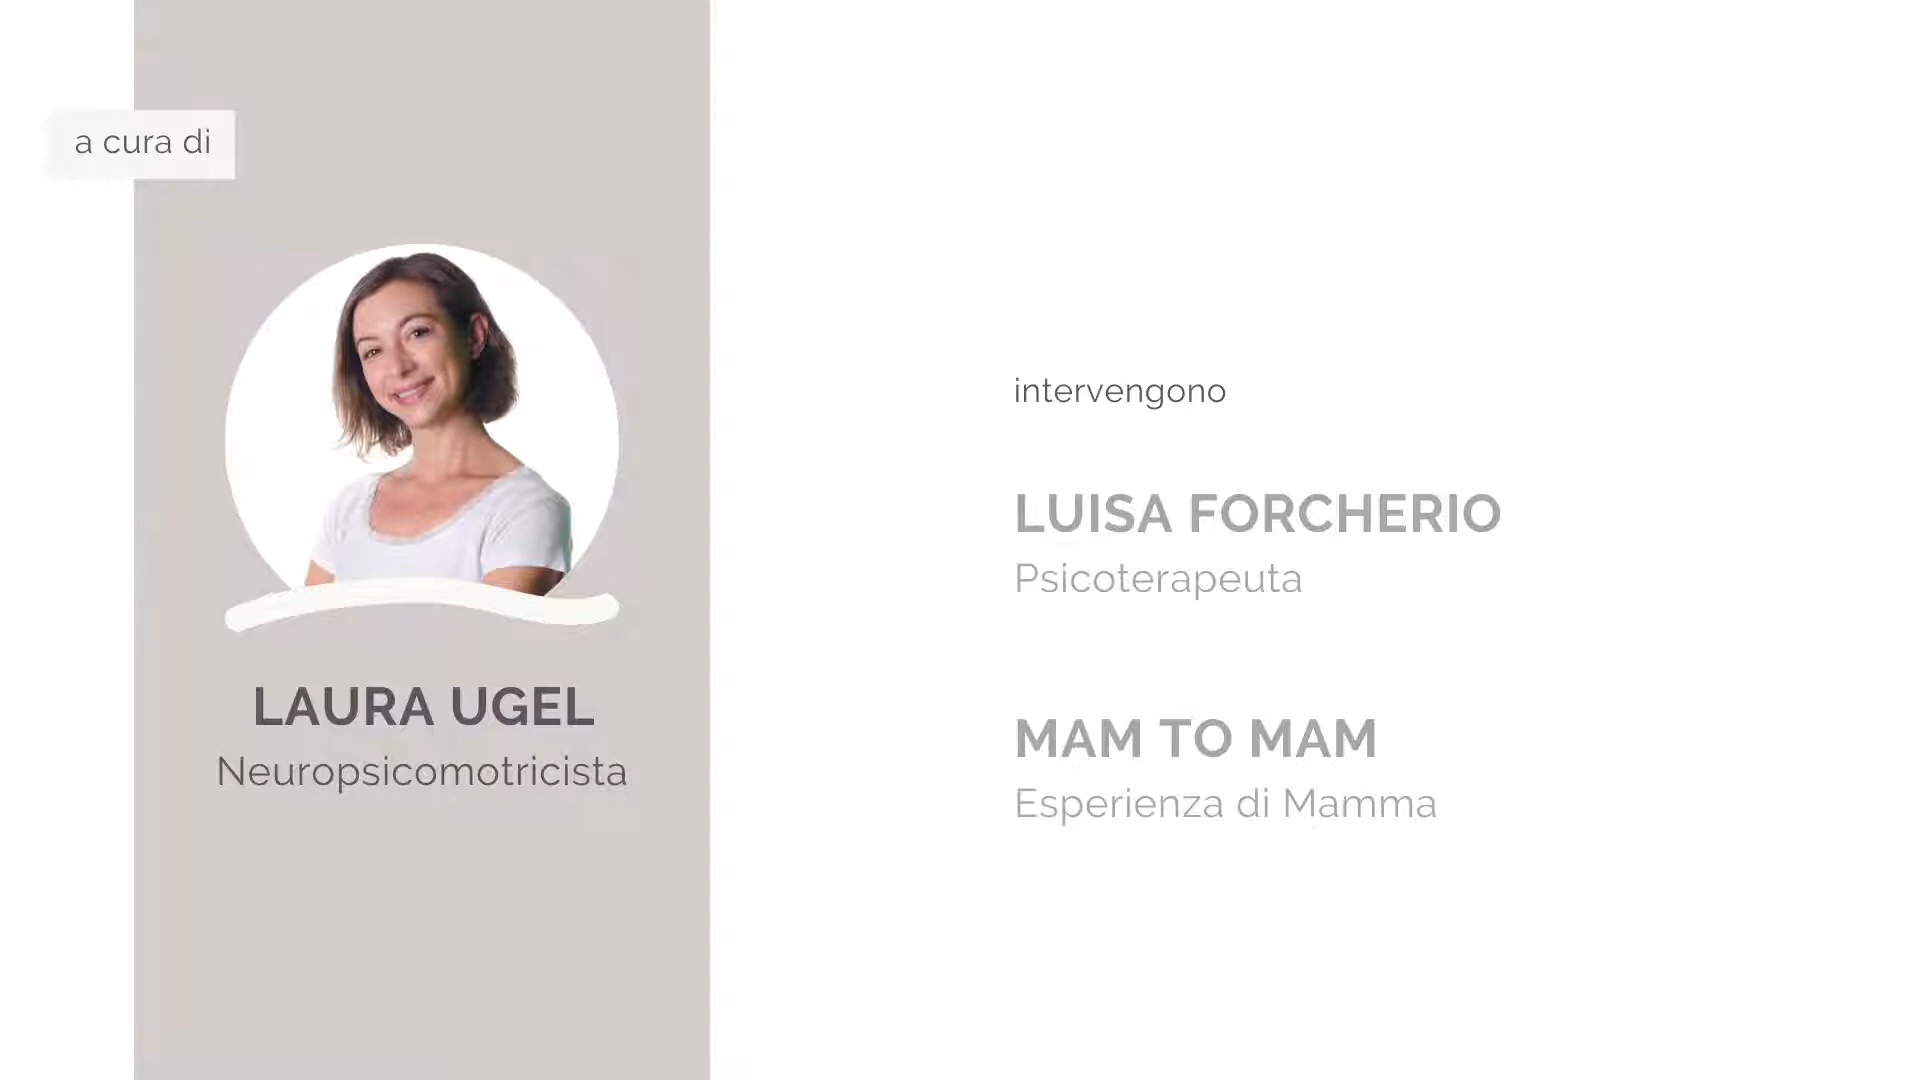 a cura di
LAURA UGEL
Neuropsicomotricista
intervengono
LUISA FORCHERIO
Psicoterapeuta
MAM TO MAM
Esperienza di Mamma